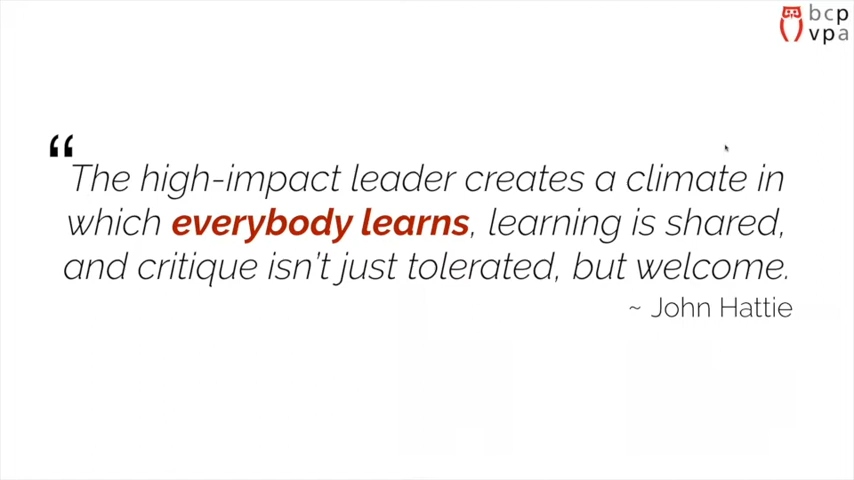 bcp
vpa
“
The high-impact leader creates a climate in
which everybody learns, learning is shared,
and critique isn't just tolerated, but welcome.
~ John Hattie